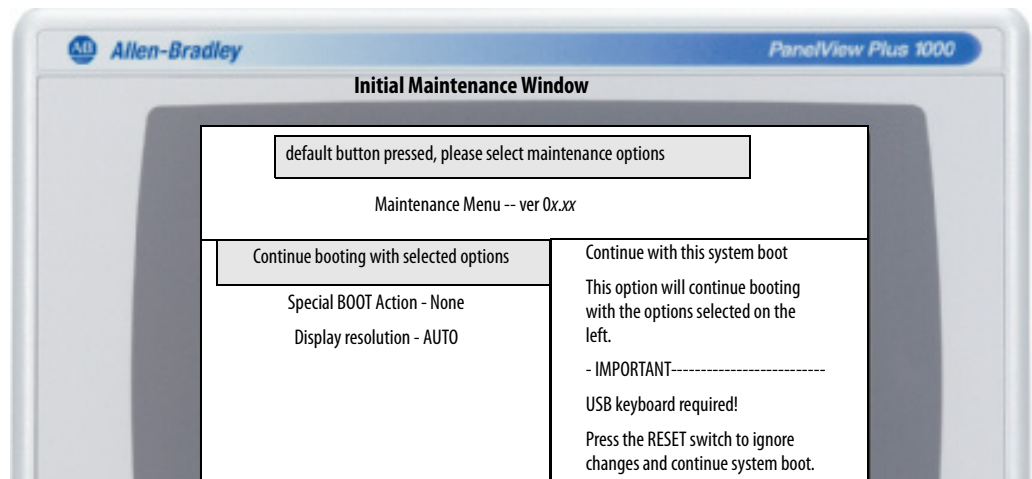 Allen-Bradley
PanelView Plus 1000
Initial Maintenance Window
default button pressed, please select maintenance options
Maintenance Menu -- ver 0x.xx
Continue booting with selected options
Special BOOT Action - None
Display resolution - AUTO
Continue with this system boot
This option will continue booting
with the options selected on the
left.
- IMPORTANT--------------------------
USB keyboard required!
Press the RESET switch to ignore
changes and continue system boot.